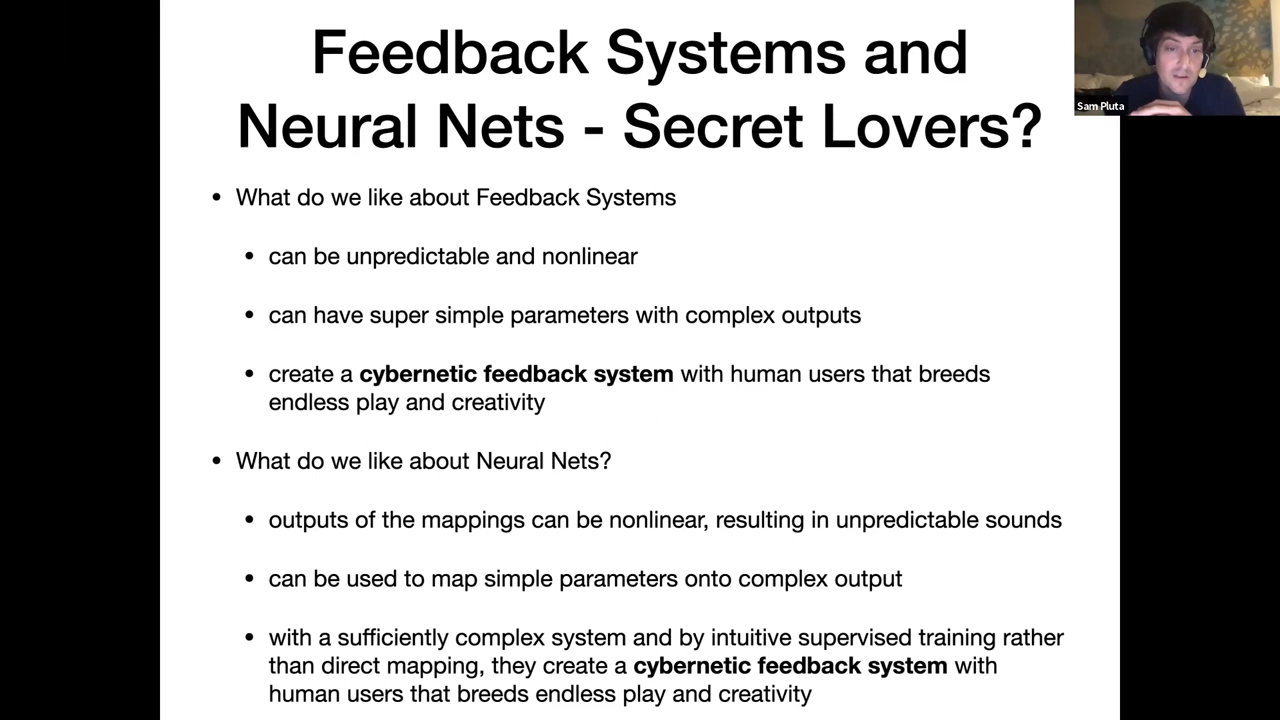 Feedback Systems and
Neural Nets - Secret Lovers?
Sam Pluta
• What do we like about Feedback Systems
• can be unpredictable and nonlinear
• can have super simple parameters with complex outputs
• create a cybernetic feedback system with human users that breeds
endless play and creativity
• What do we like about Neural Nets?
• outputs of the mappings can be nonlinear, resulting in unpredictable sounds
• can be used to map simple parameters onto complex output
• with a sufficiently complex system and by intuitive supervised training rather
than direct mapping, they create a cybernetic feedback system with
human users that breeds endless play and creativity